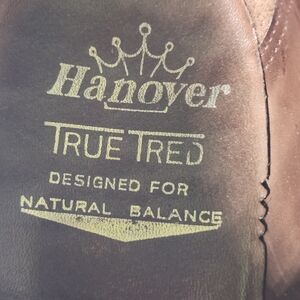 Hanover
TRUE TRED
DESIGNED FOR
NATURAL BALANCE